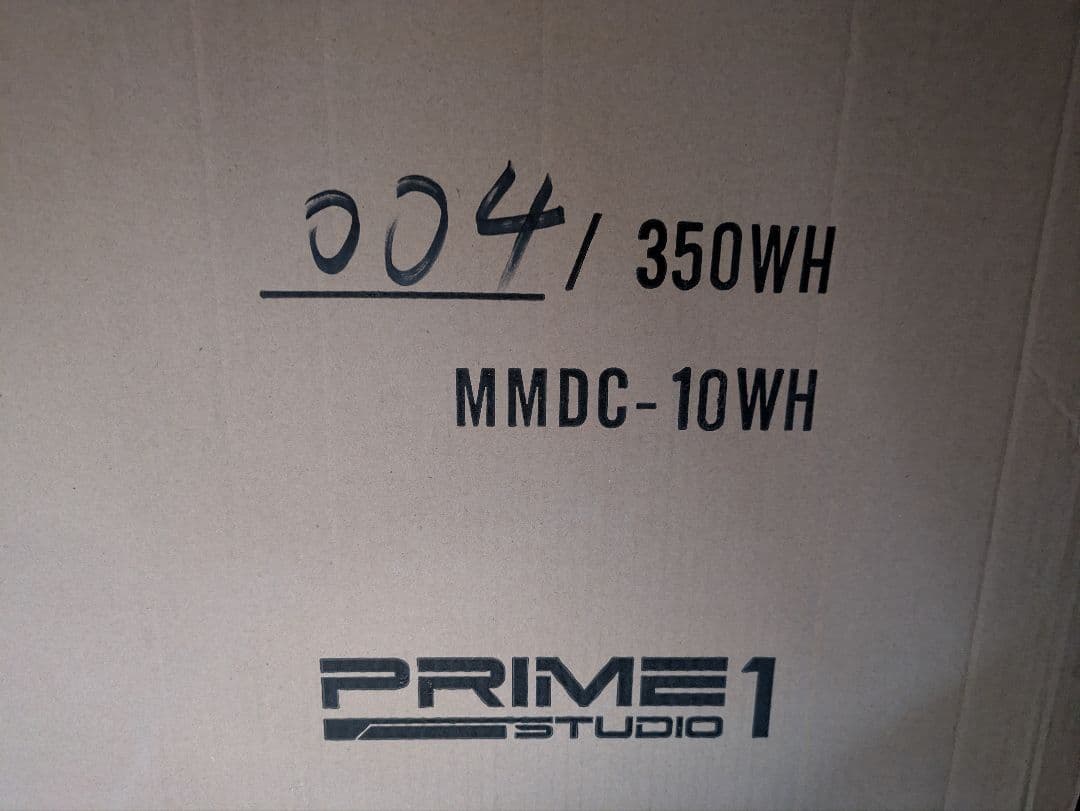 004 / 350WH
MMDC-10WH
PRIME 1
STUDIO